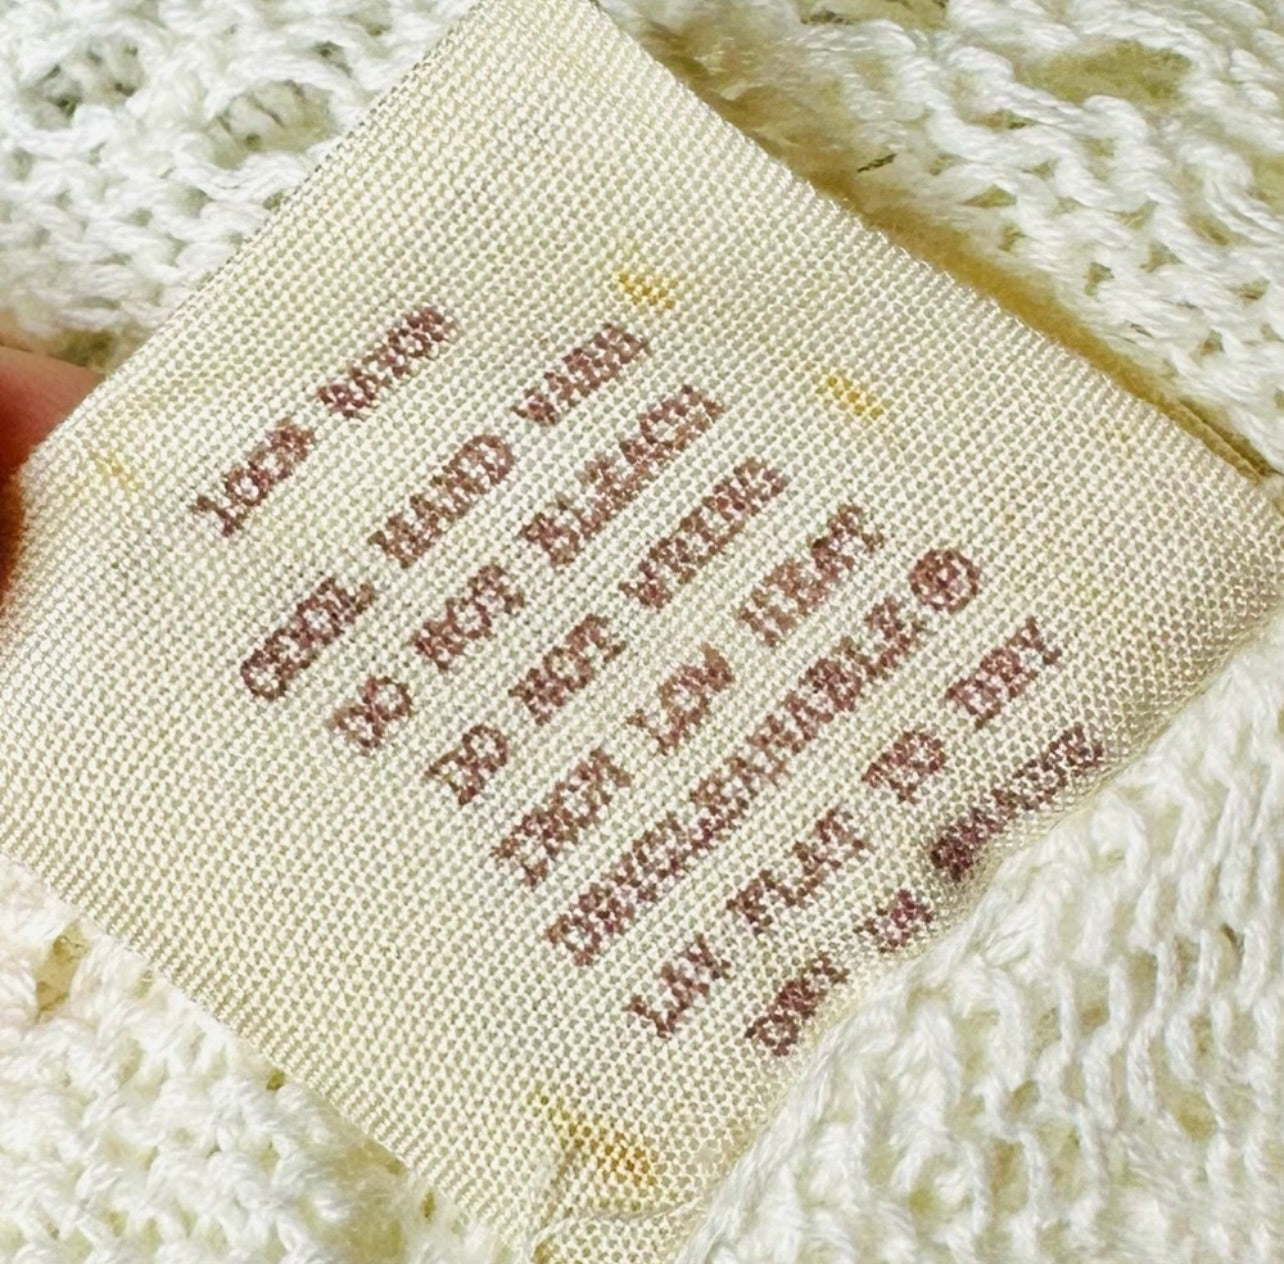 100% RAYON
COOL HAND WASH
DO NOT BLEACH
DO NOT WRING
IRON LOW HEAT
DRYCLEANABLE Ⓟ
LAY FLAT TO DRY
DRY IN SHADE